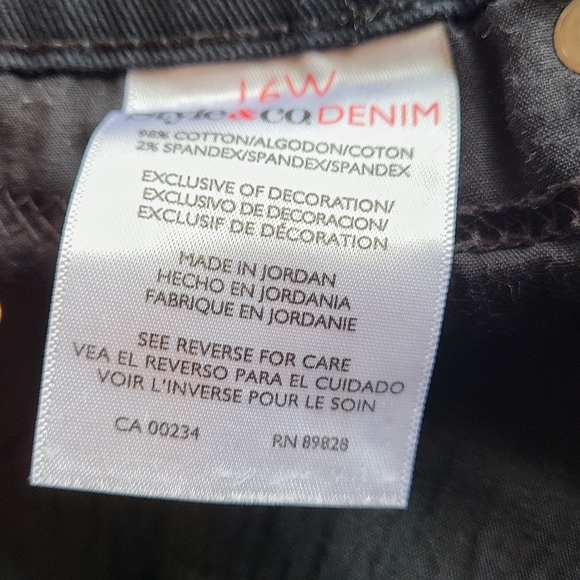 16W
Style&CO. DENIM
98% COTTON/ALGODON/COTON
2% SPANDEX/SPANDEX/SPANDEX
EXCLUSIVE OF DECORATION/
EXCLUSIVO DE DECORACION/
EXCLUSIF DE DÉCORATION
MADE IN JORDAN
HECHO EN JORDANIA
FABRIQUE EN JORDANIE
SEE REVERSE FOR CARE
VEA EL REVERSO PARA EL CUIDADO
VOIR L'INVERSE POUR LE SOIN
CA 00234 RN 89828